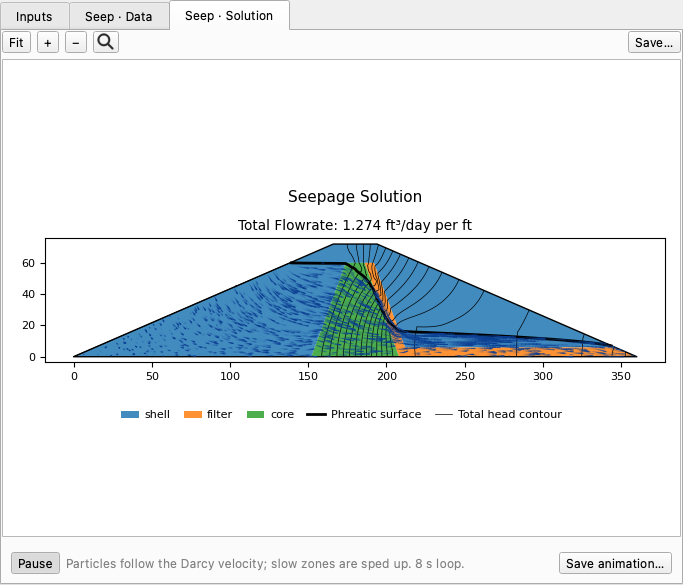 Inputs Seep · Data Seep · Solution
Fit + − Save...
Seepage Solution
Total Flowrate: 1.274 ft³/day per ft
60
40
20
0
0 50 100 150 200 250 300 350
shell filter core Phreatic surface Total head contour
Pause Particles follow the Darcy velocity; slow zones are sped up. 8 s loop. Save animation...